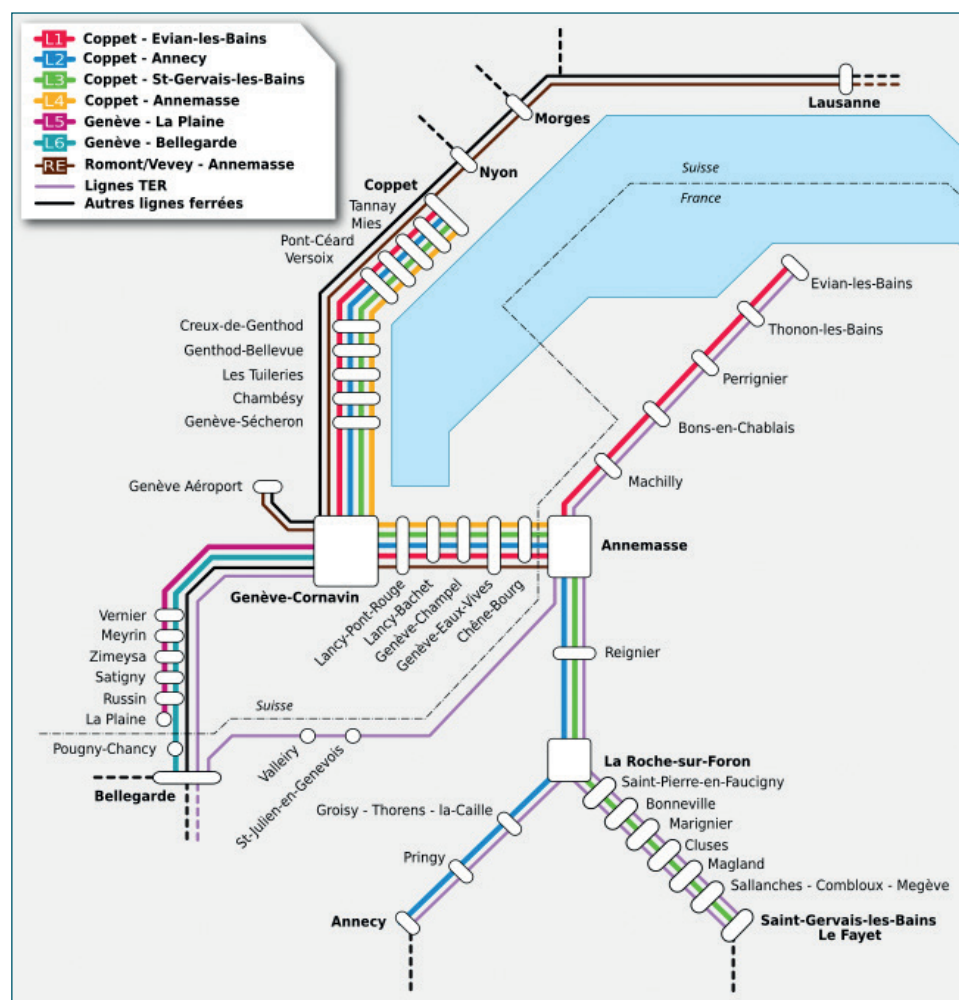 L1 Coppet - Evian-les-Bains
L2 Coppet - Annecy
L3 Coppet - St-Gervais-les-Bains
L4 Coppet - Annemasse
L5 Genève - La Plaine
L6 Genève - Bellegarde
RE Romont/Vevey - Annemasse
Lignes TER
Autres lignes ferrées
Lausanne
Morges
Nyon
Coppet
Tannay
Mies
Pont-Céard
Versoix
Suisse
France
Creux-de-Genthod
Genthod-Bellevue
Les Tuileries
Chambésy
Genève-Sécheron
Evian-les-Bains
Thonon-les-Bains
Perrignier
Bons-en-Chablais
Machilly
Genève Aéroport
Genève-Cornavin
Annemasse
Lancy-Pont-Rouge
Lancy-Bachet
Genève-Champel
Genève-Eaux-Vives
Chêne-Bourg
Vernier
Meyrin
Zimeysa
Satigny
Russin
La Plaine
Pougny-Chancy
Bellegarde
Suisse
Valleiry
St-Julien-en-Genevois
Reignier
La Roche-sur-Foron
Saint-Pierre-en-Faucigny
Bonneville
Marignier
Cluses
Magland
Sallanches - Combloux - Megève
Saint-Gervais-les-Bains
Le Fayet
Groisy - Thorens - la-Caille
Pringy
Annecy